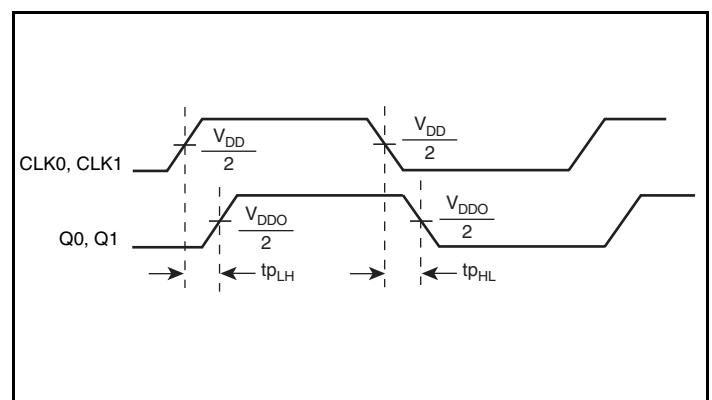 V_DD
2
V_DD
2
CLK0, CLK1
V_DDO
2
V_DDO
2
Q0, Q1
tp_LH
tp_HL